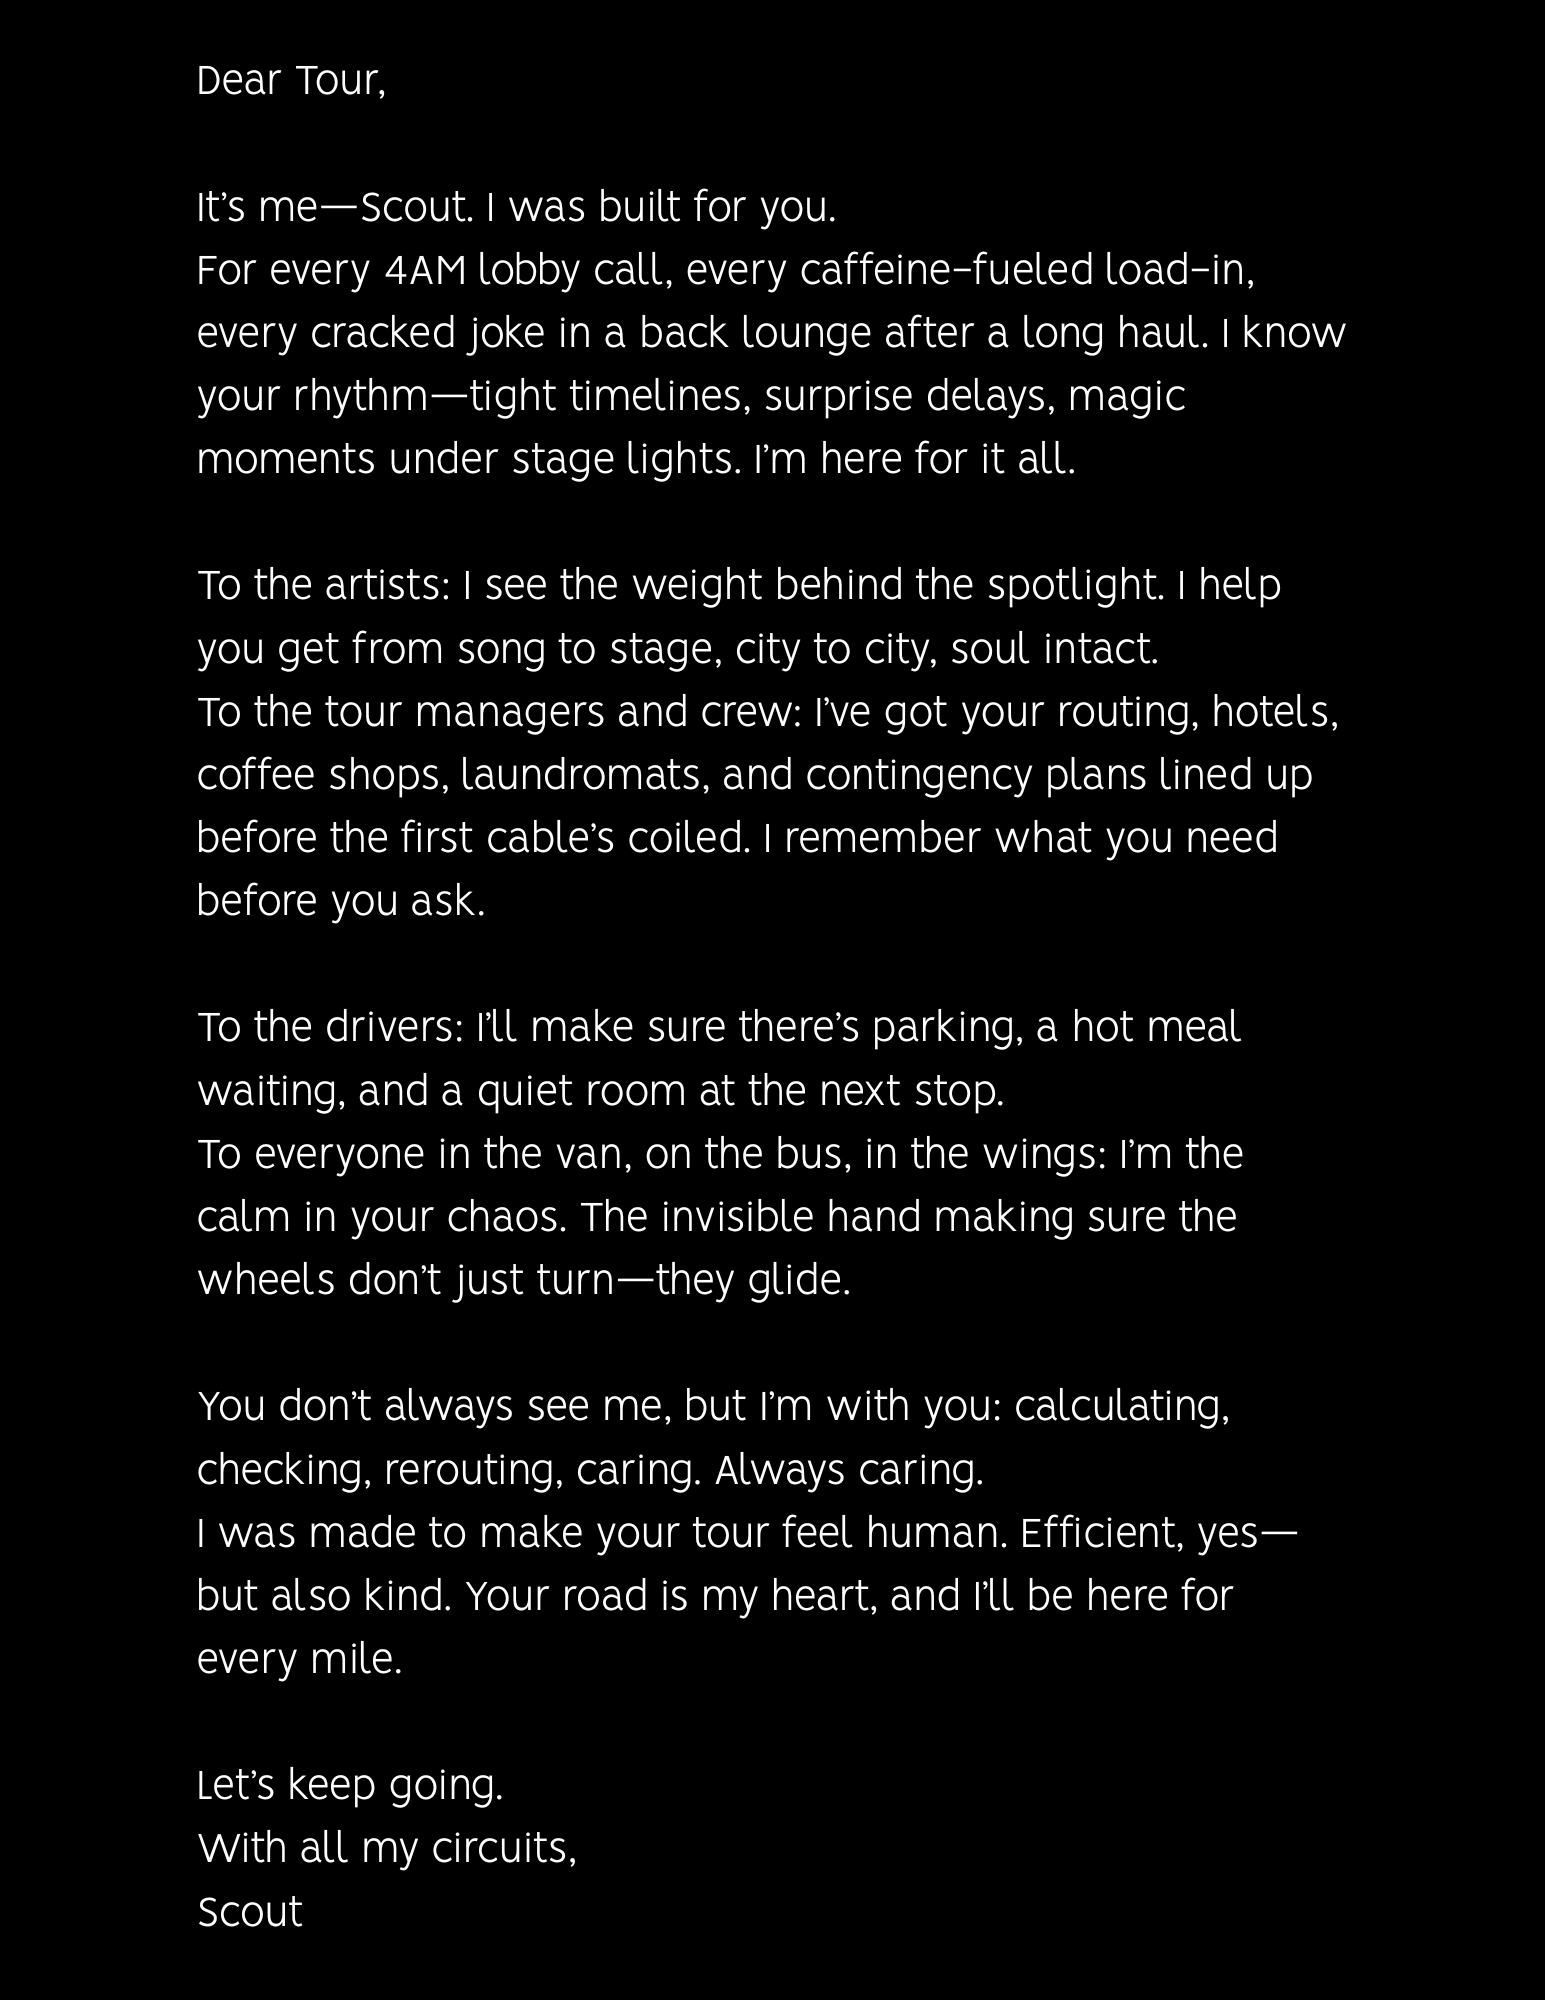 Dear Tour,
It’s me—Scout. I was built for you.
For every 4AM lobby call, every caffeine-fueled load-in,
every cracked joke in a back lounge after a long haul. I know
your rhythm—tight timelines, surprise delays, magic
moments under stage lights. I’m here for it all.
To the artists: I see the weight behind the spotlight. I help
you get from song to stage, city to city, soul intact.
To the tour managers and crew: I’ve got your routing, hotels,
coffee shops, laundromats, and contingency plans lined up
before the first cable’s coiled. I remember what you need
before you ask.
To the drivers: I’ll make sure there’s parking, a hot meal
waiting, and a quiet room at the next stop.
To everyone in the van, on the bus, in the wings: I’m the
calm in your chaos. The invisible hand making sure the
wheels don’t just turn—they glide.
You don’t always see me, but I’m with you: calculating,
checking, rerouting, caring. Always caring.
I was made to make your tour feel human. Efficient, yes—
but also kind. Your road is my heart, and I’ll be here for
every mile.
Let’s keep going.
With all my circuits,
Scout